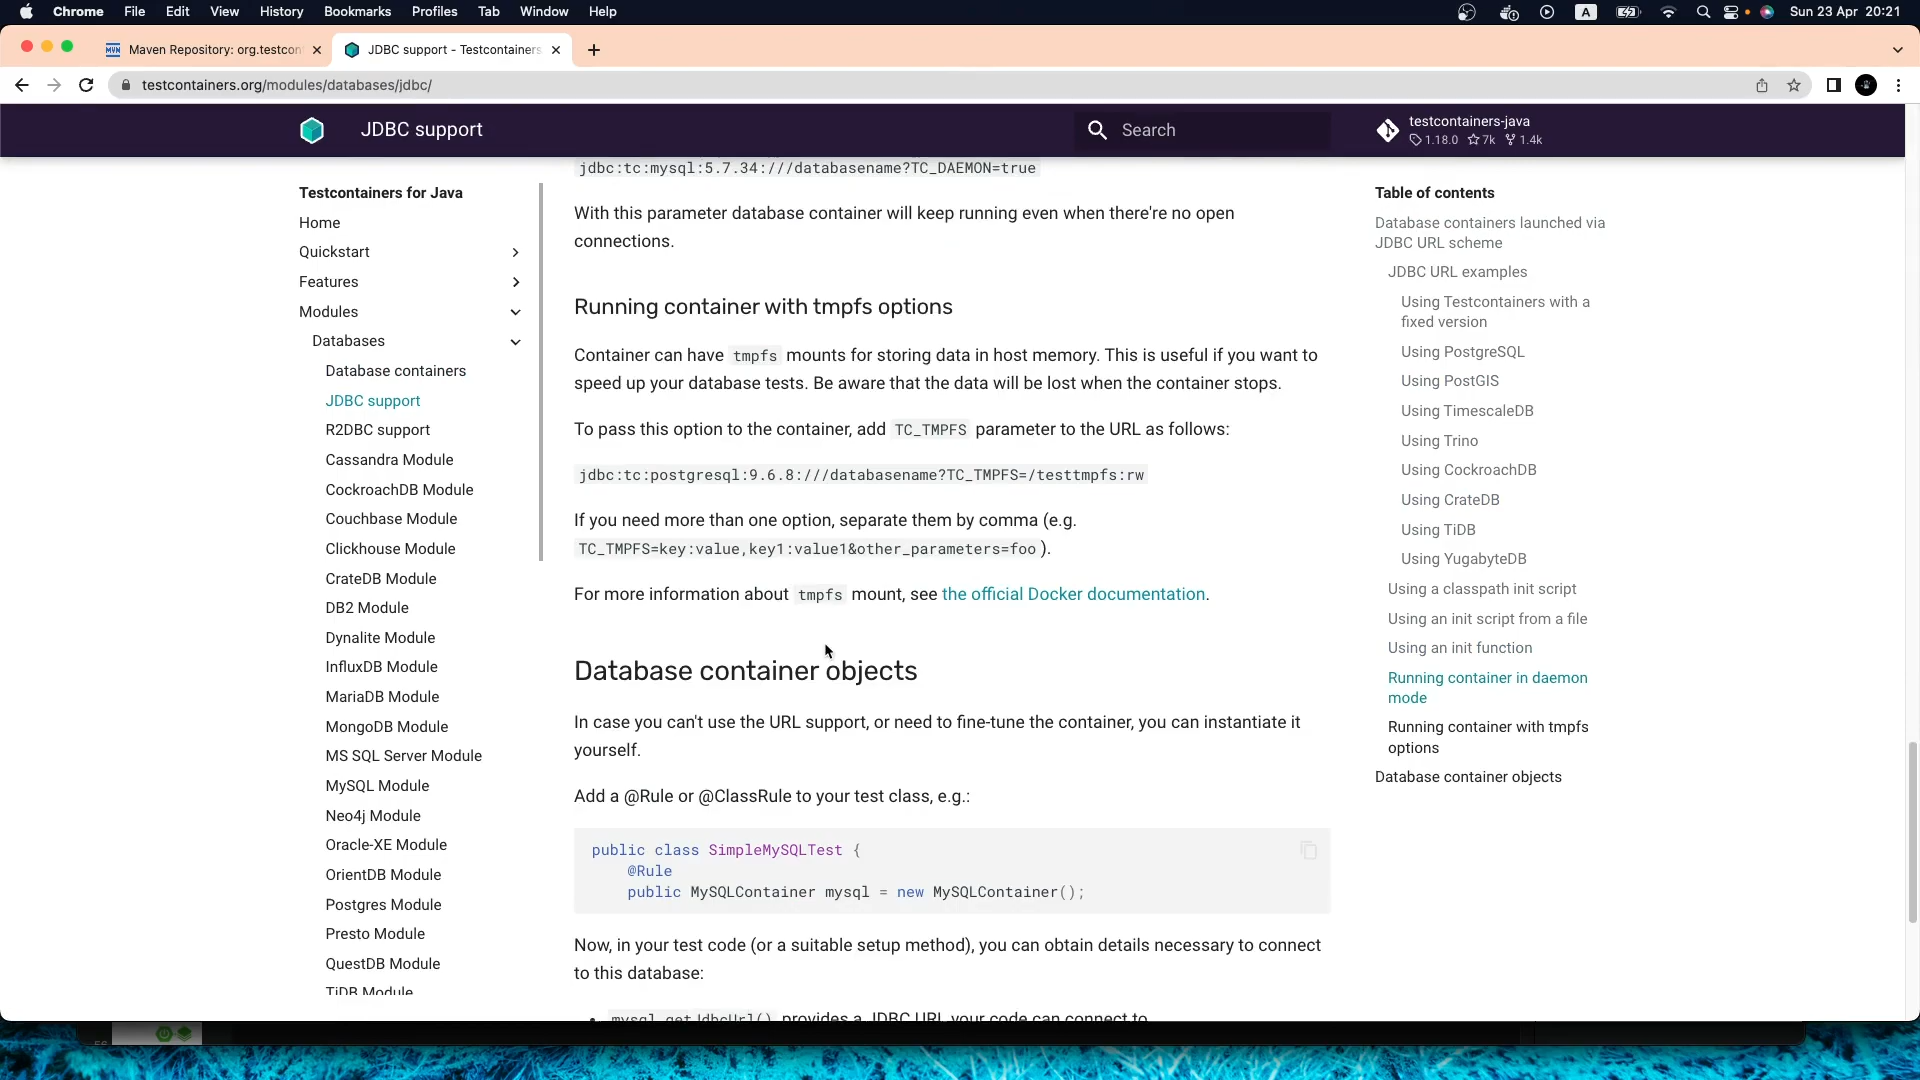 Chrome File Edit View History Bookmarks Profiles Tab Window Help
A
Sun 23 Apr 20:21
MVN Maven Repository: org.testcon
JDBC support - Testcontainers
testcontainers.org/modules/databases/jdbc/
JDBC support
Search
testcontainers-java
1.18.0 7k 1.4k
Testcontainers for Java
Home
Quickstart
Features
Modules
Databases
Database containers
JDBC support
R2DBC support
Cassandra Module
CockroachDB Module
Couchbase Module
Clickhouse Module
CrateDB Module
DB2 Module
Dynalite Module
InfluxDB Module
MariaDB Module
MongoDB Module
MS SQL Server Module
MySQL Module
Neo4j Module
Oracle-XE Module
OrientDB Module
Postgres Module
Presto Module
QuestDB Module
TiDB Module
jdbc:tc:mysql:5.7.34:///databasename?TC_DAEMON=true
With this parameter database container will keep running even when there're no open
connections.
Running container with tmpfs options
Container can have tmpfs mounts for storing data in host memory. This is useful if you want to
speed up your database tests. Be aware that the data will be lost when the container stops.
To pass this option to the container, add TC_TMPFS parameter to the URL as follows:
jdbc:tc:postgresql:9.6.8:///databasename?TC_TMPFS=/testtmpfs:rw
If you need more than one option, separate them by comma (e.g.
TC_TMPFS=key:value,key1:value1&other_parameters=foo ).
For more information about tmpfs mount, see the official Docker documentation.
Database container objects
In case you can't use the URL support, or need to fine-tune the container, you can instantiate it
yourself.
Add a @Rule or @ClassRule to your test class, e.g.:
public class SimpleMySQLTest {
@Rule
public MySQLContainer mysql = new MySQLContainer();
Now, in your test code (or a suitable setup method), you can obtain details necessary to connect
to this database:
mysql.getJdbcUrl() provides a JDBC URL your code can connect to
Table of contents
Database containers launched via
JDBC URL scheme
JDBC URL examples
Using Testcontainers with a
fixed version
Using PostgreSQL
Using PostGIS
Using TimescaleDB
Using Trino
Using CockroachDB
Using CrateDB
Using TiDB
Using YugabyteDB
Using a classpath init script
Using an init script from a file
Using an init function
Running container in daemon
mode
Running container with tmpfs
options
Database container objects